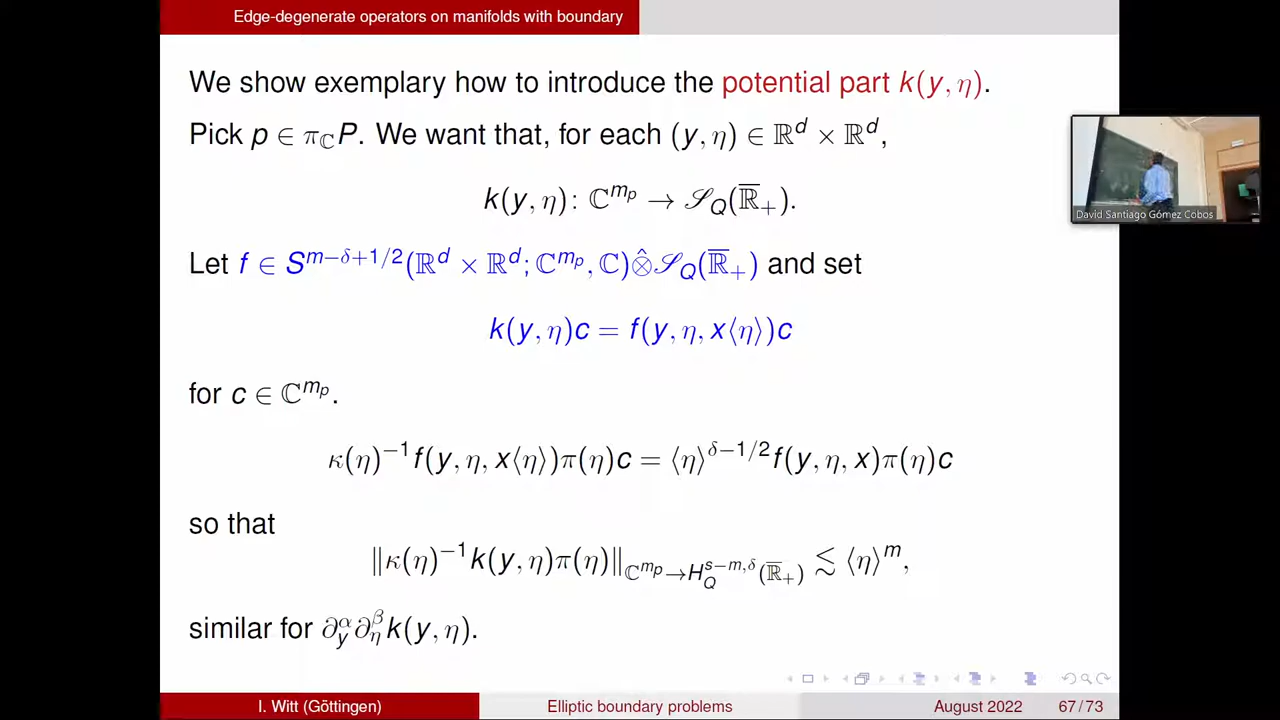 Edge-degenerate operators on manifolds with boundary
We show exemplary how to introduce the potential part k(y, η).
Pick p ∈ π_ℂP. We want that, for each (y, η) ∈ ℝ^d × ℝ^d,
k(y, η): ℂ^{m_p} → 𝒮_Q(ℝ̅_+).
Let f ∈ S^{m−δ+1/2}(ℝ^d × ℝ^d; ℂ^{m_p}, ℂ)⊗̂𝒮_Q(ℝ̅_+) and set
k(y, η)c = f(y, η, x⟨η⟩)c
for c ∈ ℂ^{m_p}.
κ(η)^{−1}f(y, η, x⟨η⟩)π(η)c = ⟨η⟩^{δ−1/2}f(y, η, x)π(η)c
so that
‖κ(η)^{−1}k(y, η)π(η)‖_{ℂ^{m_p}→H_Q^{s−m,δ}(ℝ̅_+)} ≲ ⟨η⟩^m,
similar for ∂_y^α∂_η^βk(y, η).
David Santiago Gómez Cobos
I. Witt (Göttingen) Elliptic boundary problems August 2022 67 / 73